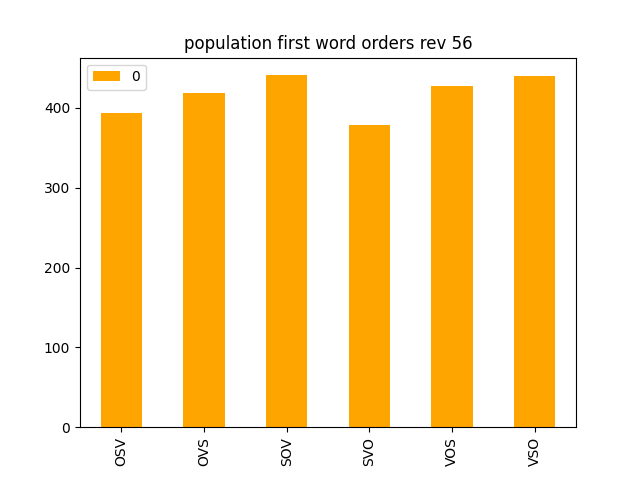 population first word orders rev 56
0
400
300
200
100
0
OSV
OVS
SOV
SVO
VOS
VSO